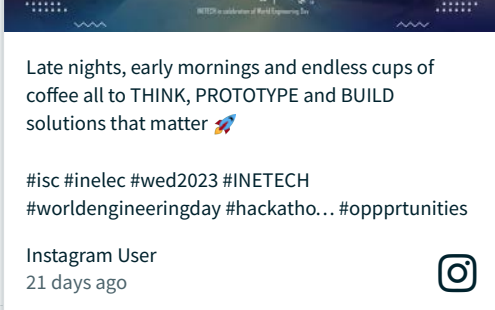 INETECH in celebration of World Engineering Day
Late nights, early mornings and endless cups of
coffee all to THINK, PROTOTYPE and BUILD
solutions that matter 🚀
#isc #inelec #wed2023 #INETECH
#worldengineeringday #hackatho... #oppprtunities
Instagram User
21 days ago